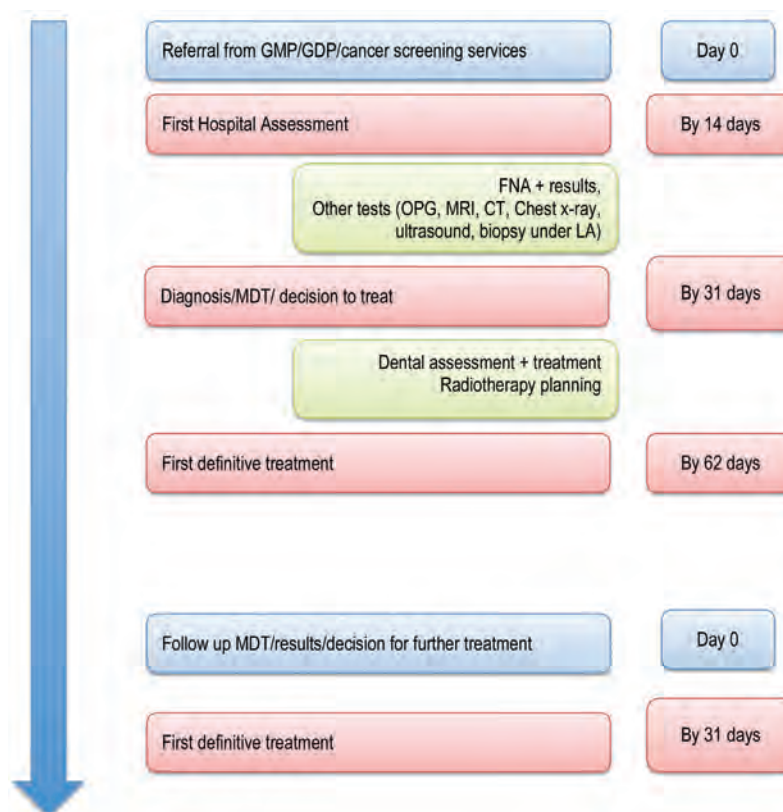 Referral from GMP/GDP/cancer screening services
Day 0
First Hospital Assessment
By 14 days
FNA + results,
Other tests (OPG, MRI, CT, Chest x-ray,
ultrasound, biopsy under LA)
Diagnosis/MDT/ decision to treat
By 31 days
Dental assessment + treatment
Radiotherapy planning
First definitive treatment
By 62 days
Follow up MDT/results/decision for further treatment
Day 0
First definitive treatment
By 31 days